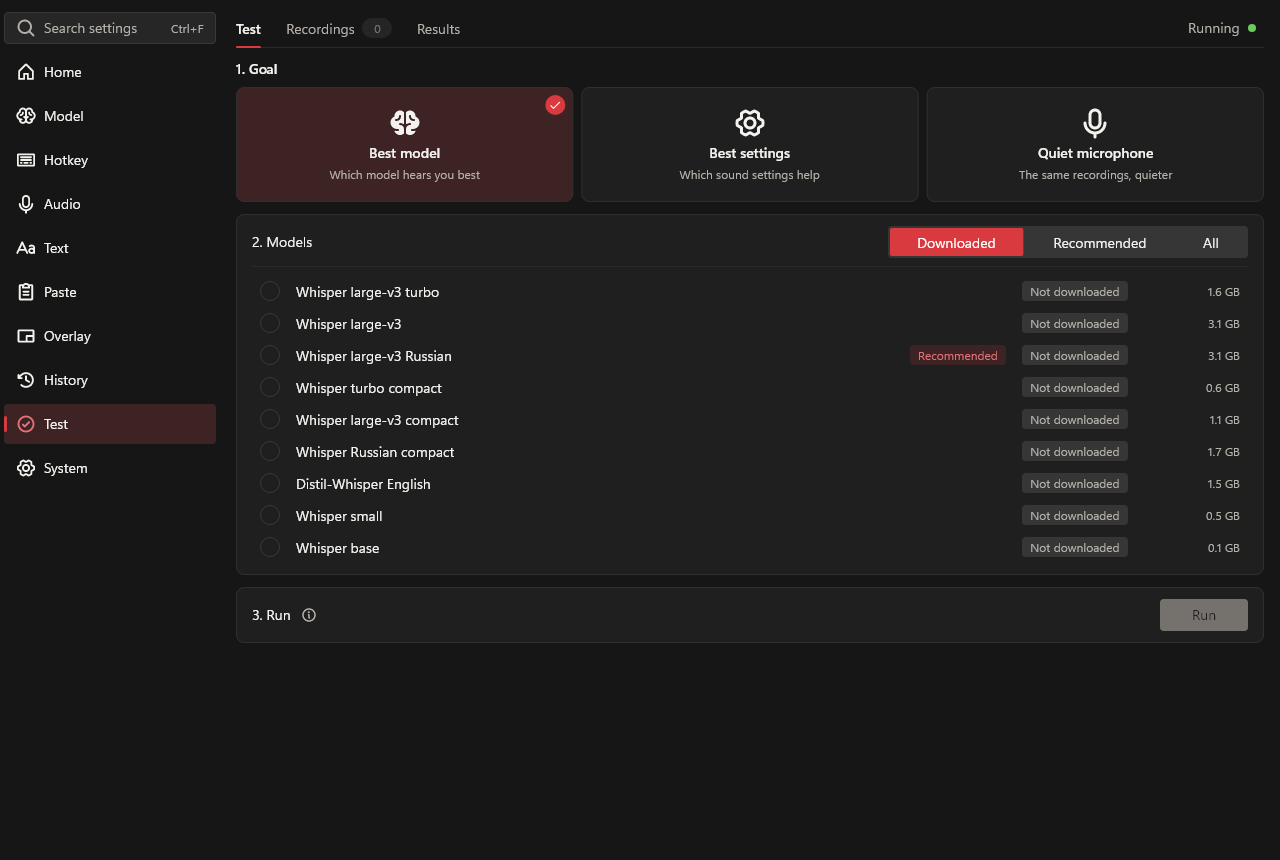 Search settings Ctrl+F
Home
Model
Hotkey
Audio
Text
Paste
Overlay
History
Test
System
Test Recordings 0 Results Running
1. Goal
Best model
Which model hears you best
Best settings
Which sound settings help
Quiet microphone
The same recordings, quieter
2. Models Downloaded Recommended All
Whisper large-v3 turbo Not downloaded 1.6 GB
Whisper large-v3 Not downloaded 3.1 GB
Whisper large-v3 Russian Recommended Not downloaded 3.1 GB
Whisper turbo compact Not downloaded 0.6 GB
Whisper large-v3 compact Not downloaded 1.1 GB
Whisper Russian compact Not downloaded 1.7 GB
Distil-Whisper English Not downloaded 1.5 GB
Whisper small Not downloaded 0.5 GB
Whisper base Not downloaded 0.1 GB
3. Run Run